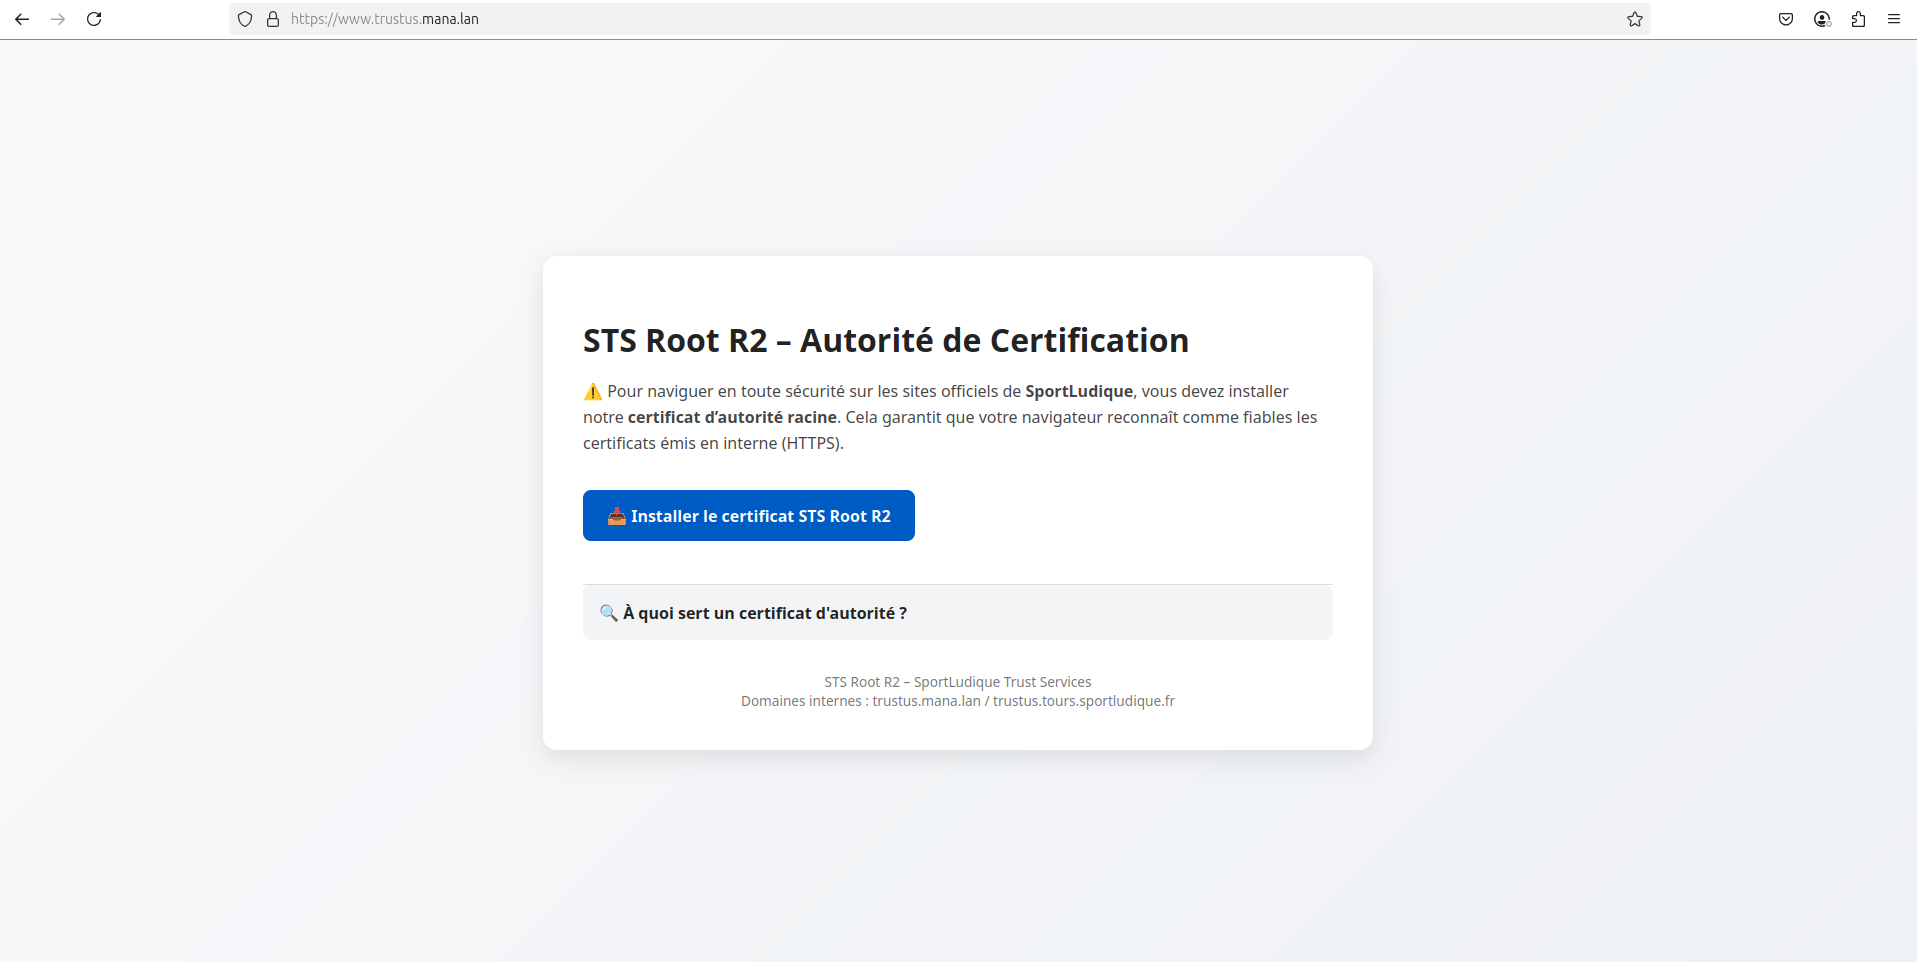 https://www.trustus.mana.lan
STS Root R2 – Autorité de Certification
⚠️ Pour naviguer en toute sécurité sur les sites officiels de SportLudique, vous devez installer
notre certificat d’autorité racine. Cela garantit que votre navigateur reconnaît comme fiables les
certificats émis en interne (HTTPS).
📥 Installer le certificat STS Root R2
🔍 À quoi sert un certificat d'autorité ?
STS Root R2 – SportLudique Trust Services
Domaines internes : trustus.mana.lan / trustus.tours.sportludique.fr